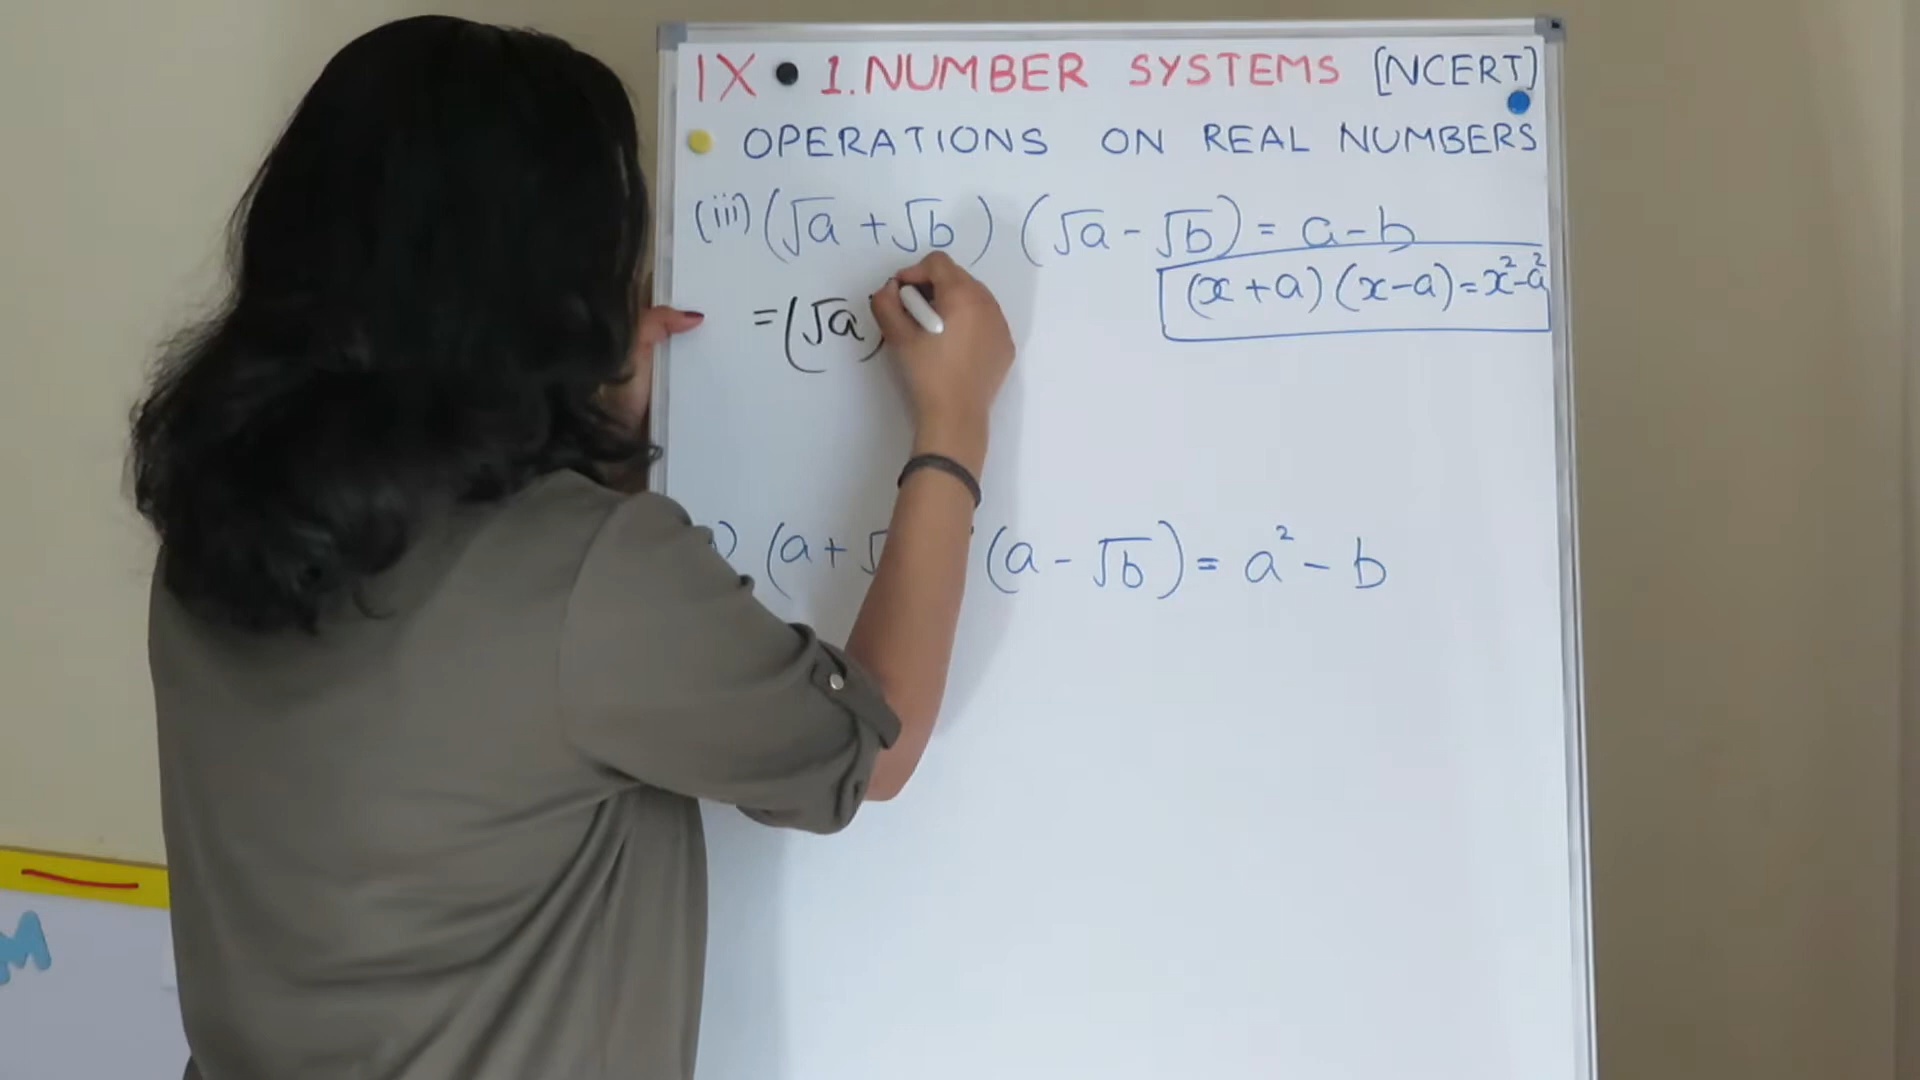 IX • 1. NUMBER SYSTEMS [NCERT]
OPERATIONS ON REAL NUMBERS
(iii) (√a + √b) (√a - √b) = a - b
(x + a) (x - a) = x² - a²
= (√a)
) (a + √ (a - √b) = a² - b
M